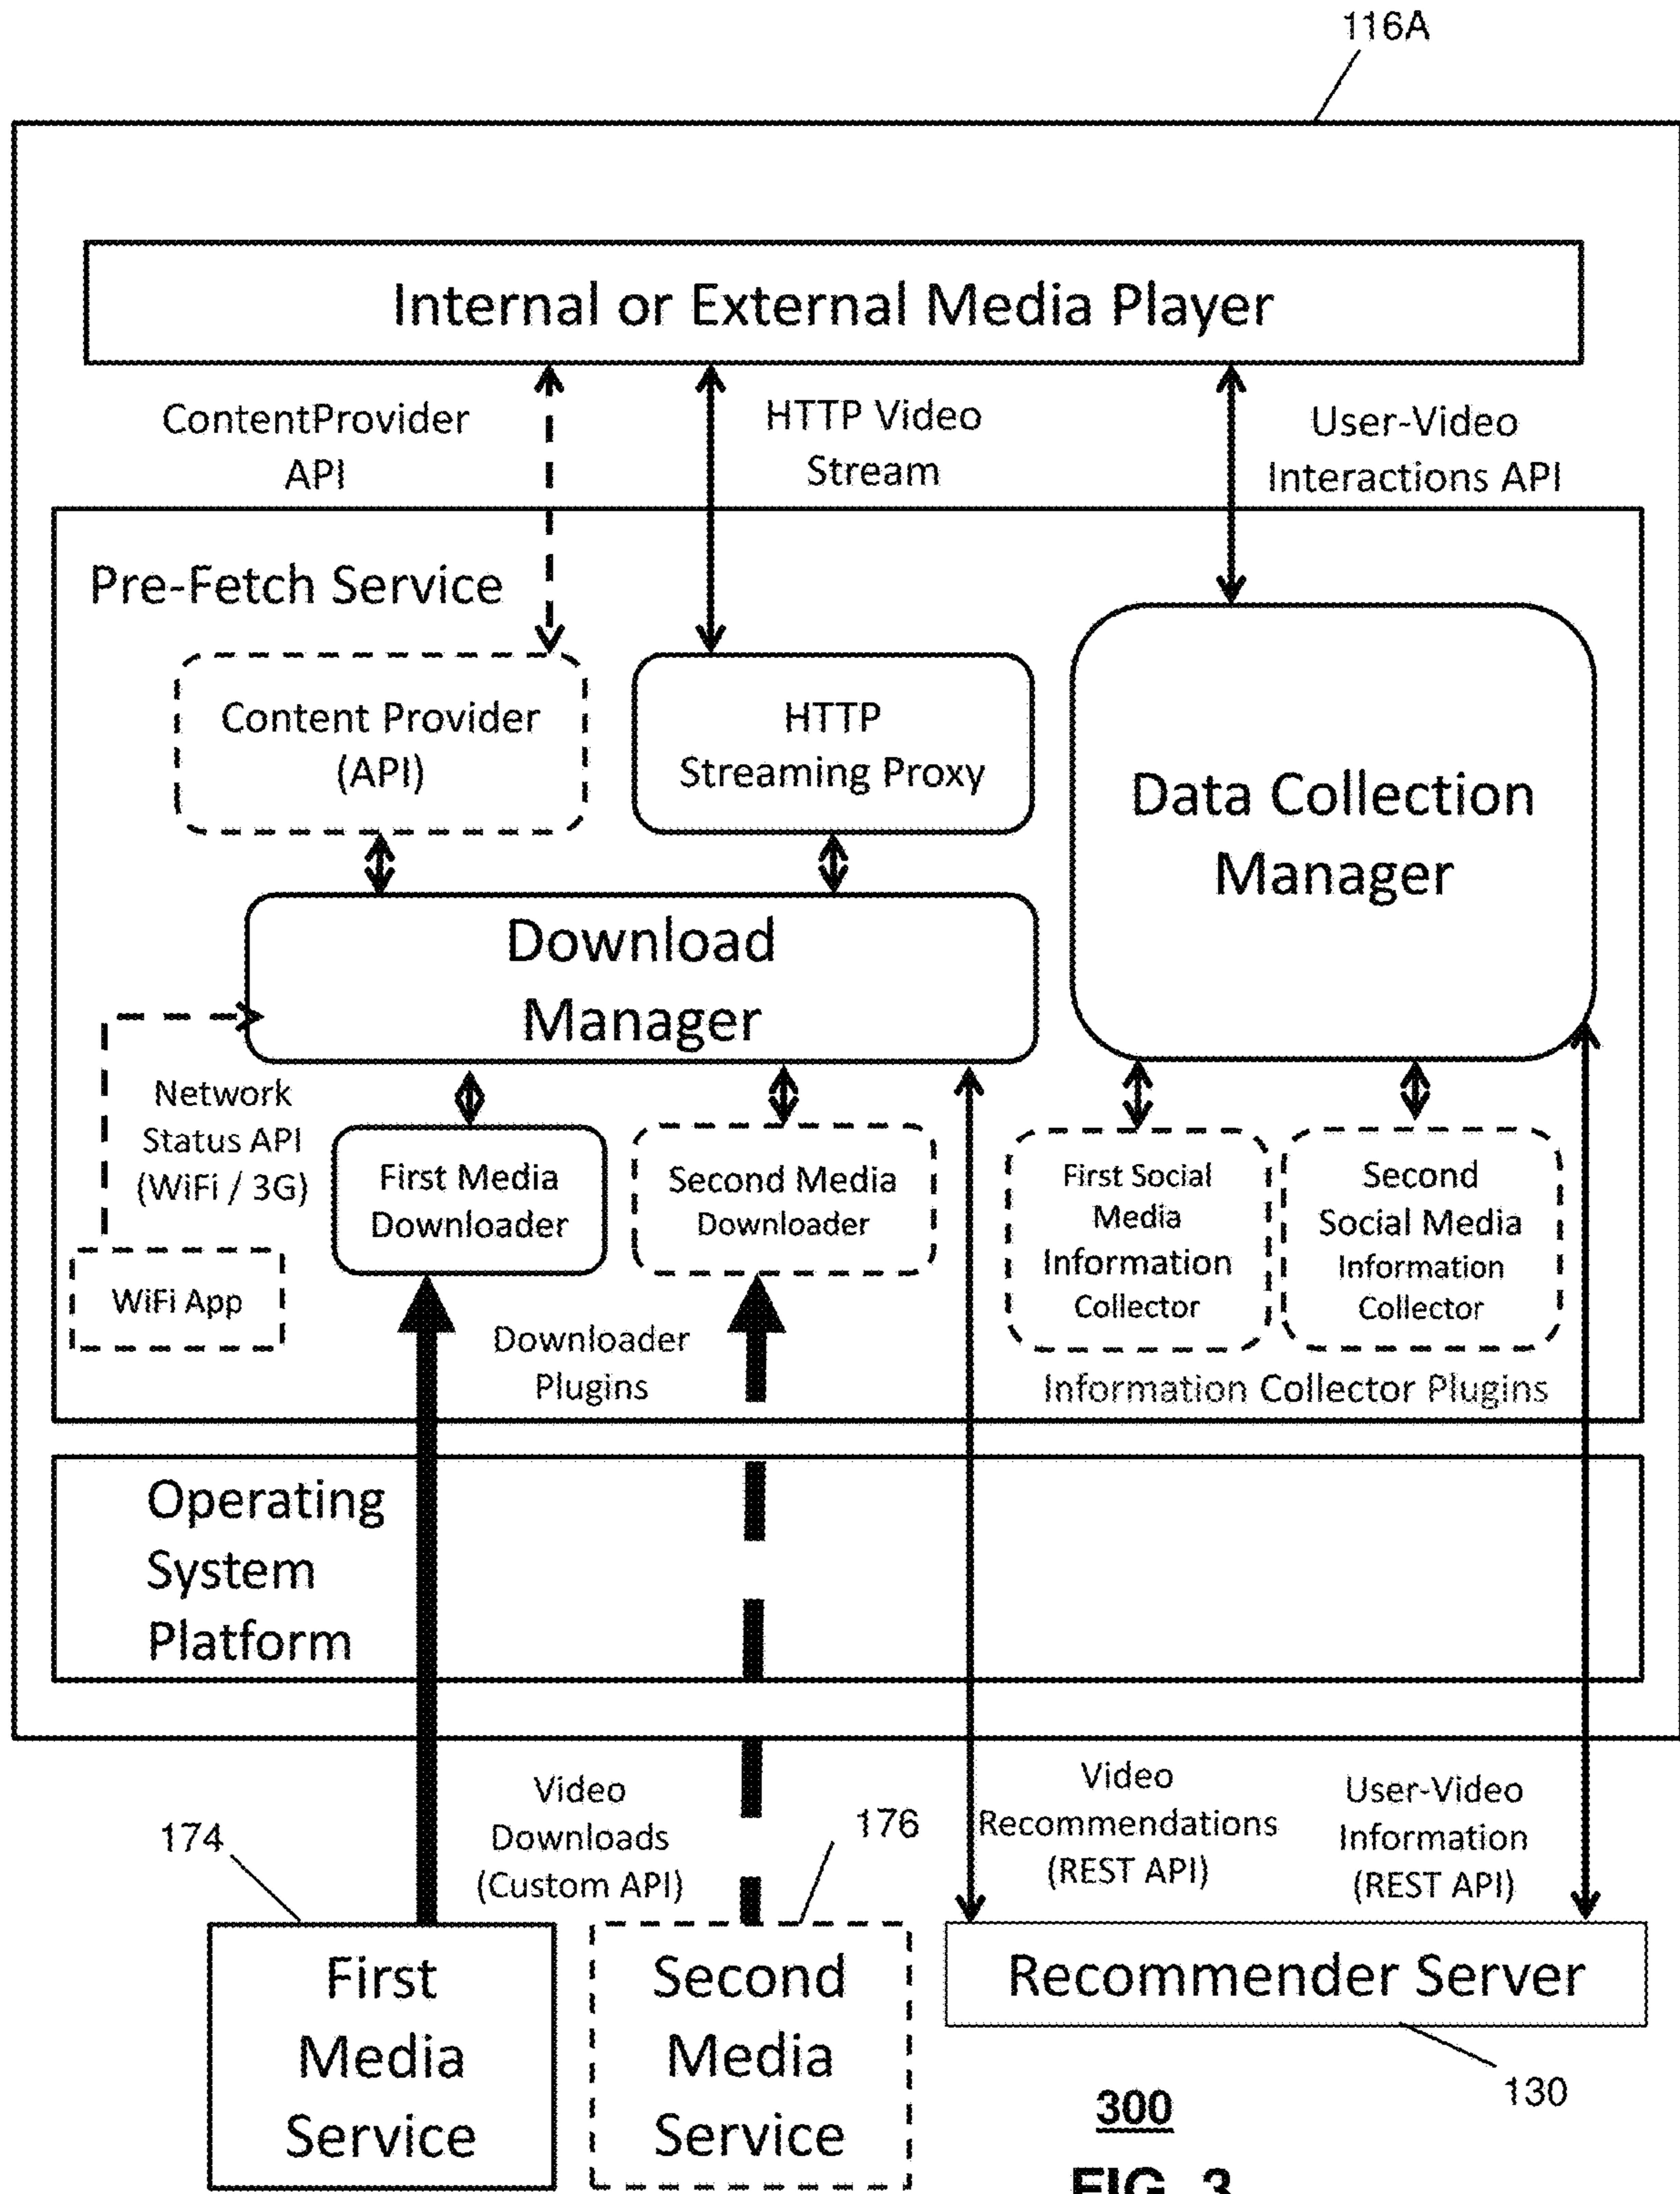 116A
Internal or External Media Player
ContentProvider
API
HTTP Video
Stream
User-Video
Interactions API
Pre-Fetch Service
Content Provider
(API)
HTTP
Streaming Proxy
Data Collection
Manager
Download
Manager
Network
Status API
(WiFi / 3G)
WiFi App
First Media
Downloader
Second Media
Downloader
First Social
Media
Information
Collector
Second
Social Media
Information
Collector
Downloader
Plugins
Information Collector Plugins
Operating
System
Platform
Video
Downloads
(Custom API)
Video
Recommendations
(REST API)
User-Video
Information
(REST API)
174
176
First
Media
Service
Second
Media
Service
Recommender Server
130
300
FIG. 3